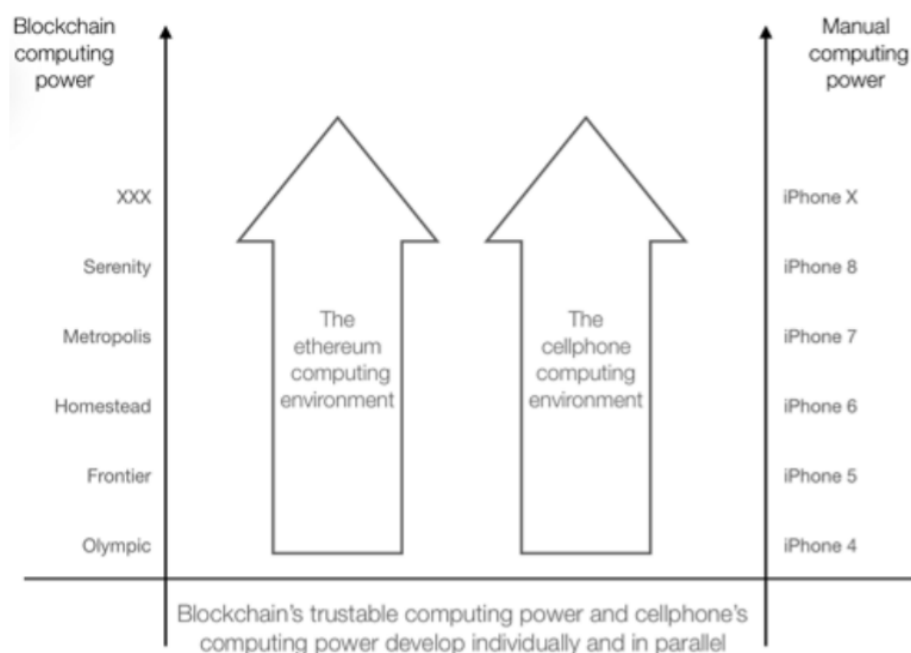 Blockchain
computing
power
Manual
computing
power
XXX
Serenity
Metropolis
Homestead
Frontier
Olympic
The
ethereum
computing
environment
The
cellphone
computing
environment
iPhone X
iPhone 8
iPhone 7
iPhone 6
iPhone 5
iPhone 4
Blockchain's trustable computing power and cellphone's
computing power develop individually and in parallel